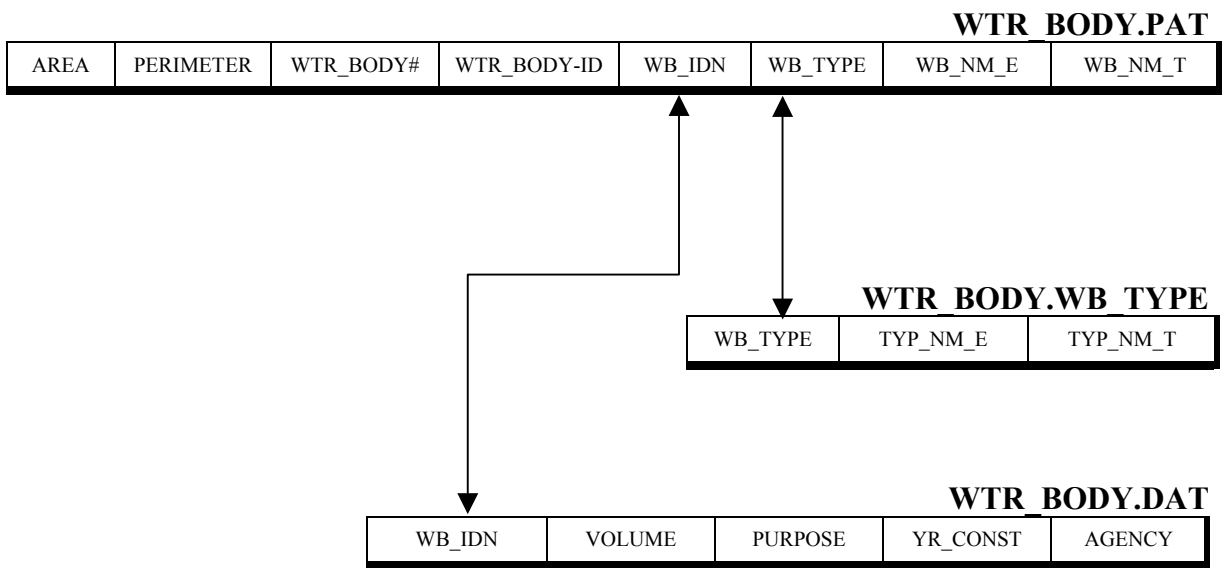 WTR_BODY.PAT
AREA PERIMETER WTR_BODY# WTR_BODY-ID WB_IDN WB_TYPE WB_NM_E WB_NM_T
WTR_BODY.WB_TYPE
WB_TYPE TYP_NM_E TYP_NM_T
WTR_BODY.DAT
WB_IDN VOLUME PURPOSE YR_CONST AGENCY